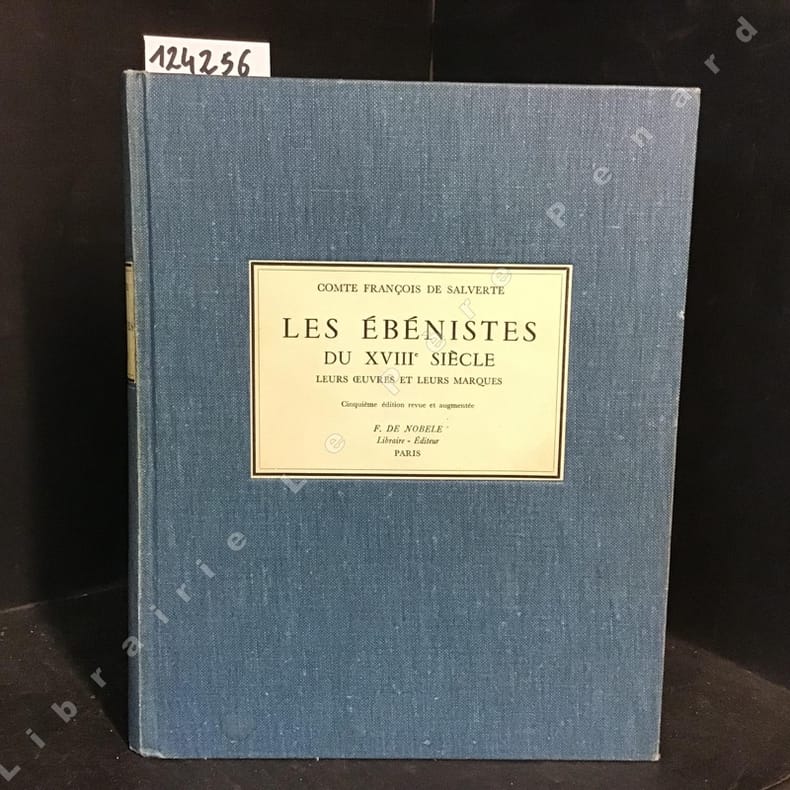 124256
COMTE FRANÇOIS DE SALVERTE
LES ÉBÉNISTES
DU XVIIIe SIÈCLE
LEURS ŒUVRES ET LEURS MARQUES
Cinquième édition revue et augmentée
F. DE NOBELE
Libraire - Éditeur
PARIS
Librairie Le Père Pénard